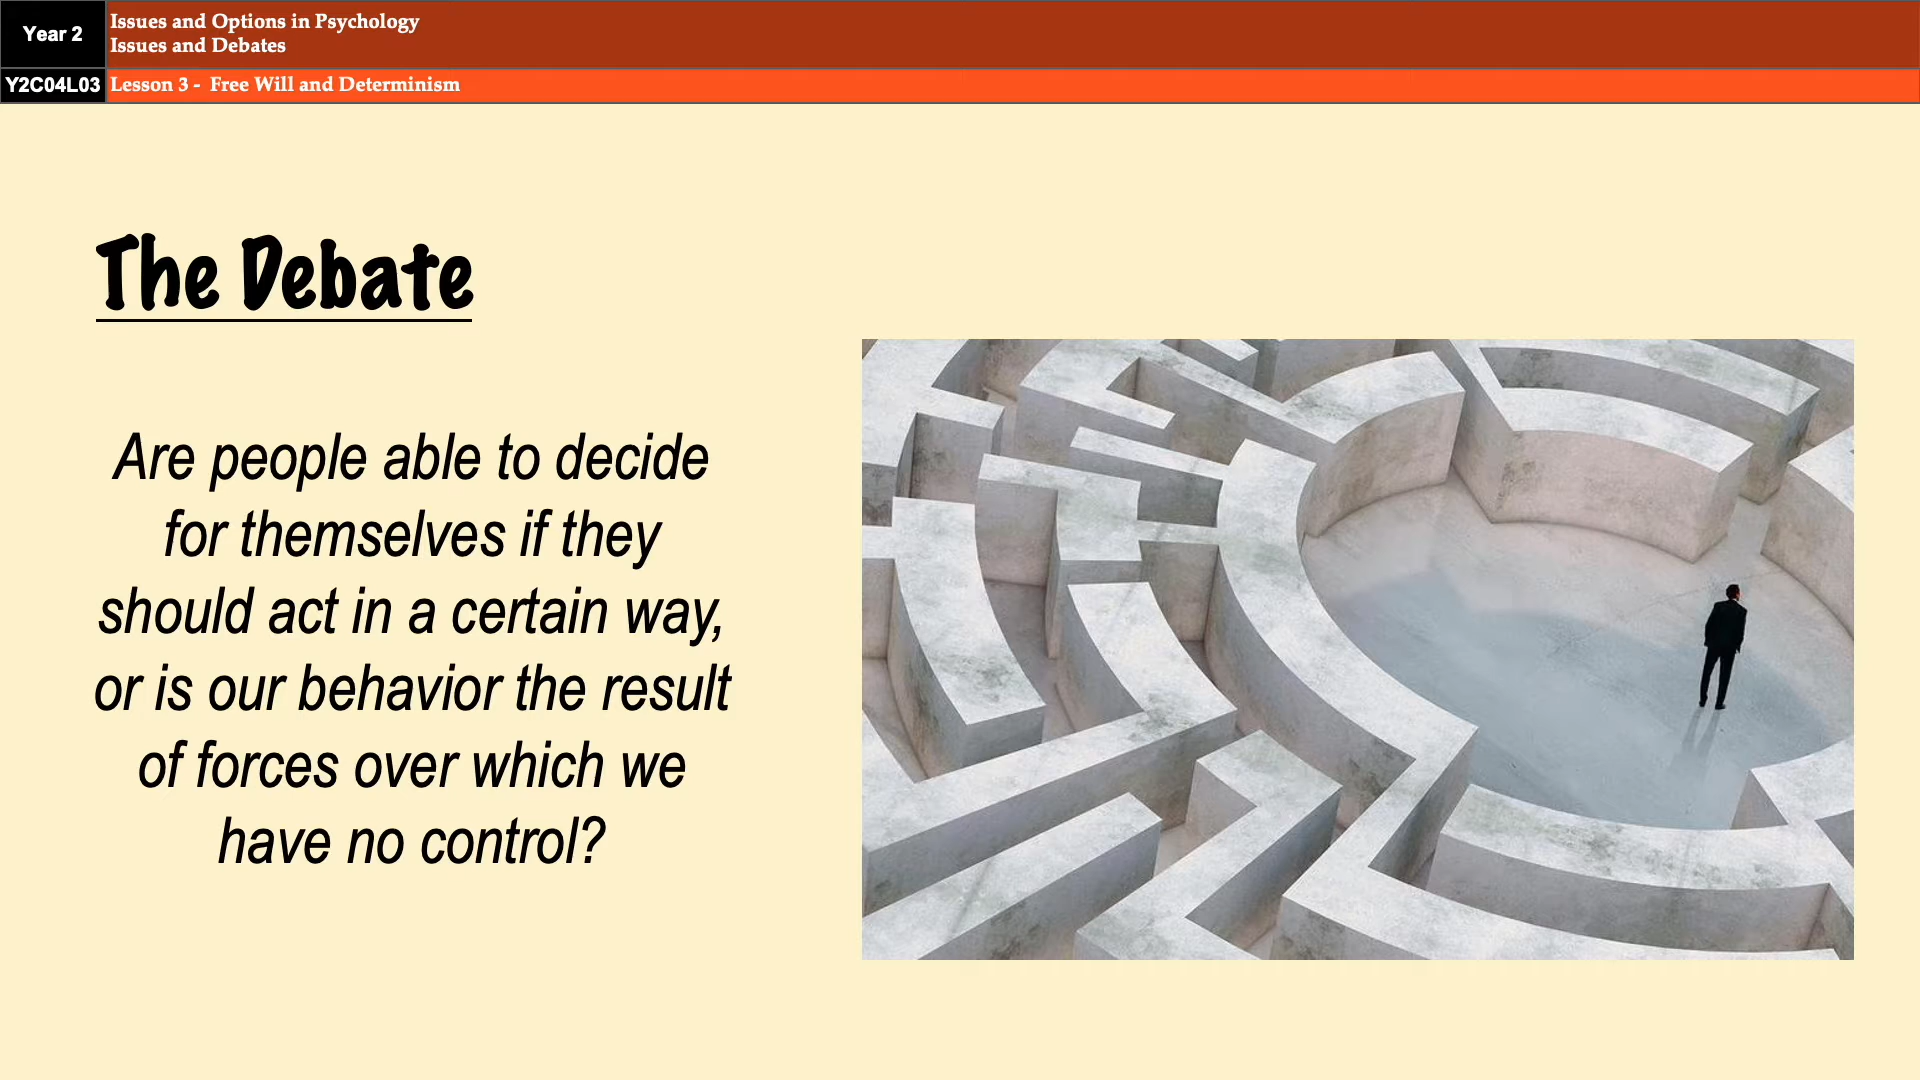 Year 2
Issues and Options in Psychology
Issues and Debates
Y2C04L03
Lesson 3 -  Free Will and Determinism
The Debate
Are people able to decide
for themselves if they
should act in a certain way,
or is our behavior the result
of forces over which we
have no control?